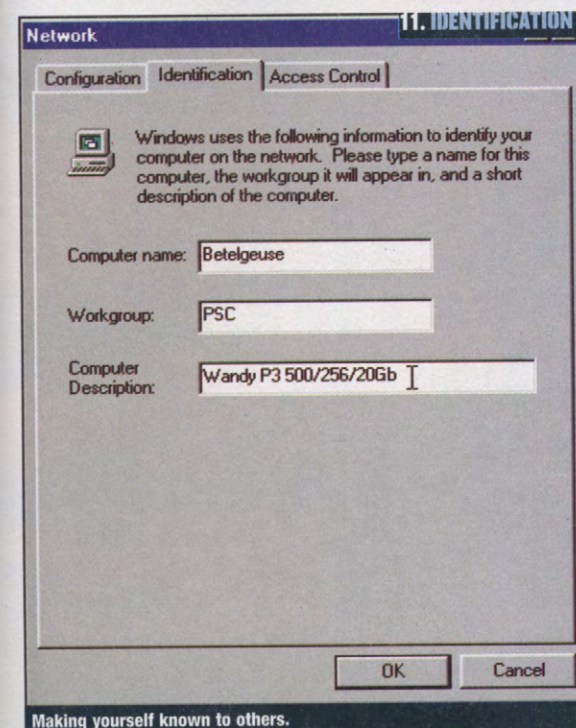 11. IDENTIFICATION
Network
Configuration Identification Access Control
Windows uses the following information to identify your
computer on the network. Please type a name for this
computer, the workgroup it will appear in, and a short
description of the computer.
Computer name: Betelgeuse
Workgroup: PSC
Computer
Description: Wandy P3 500/256/20Gb
OK Cancel
Making yourself known to others.